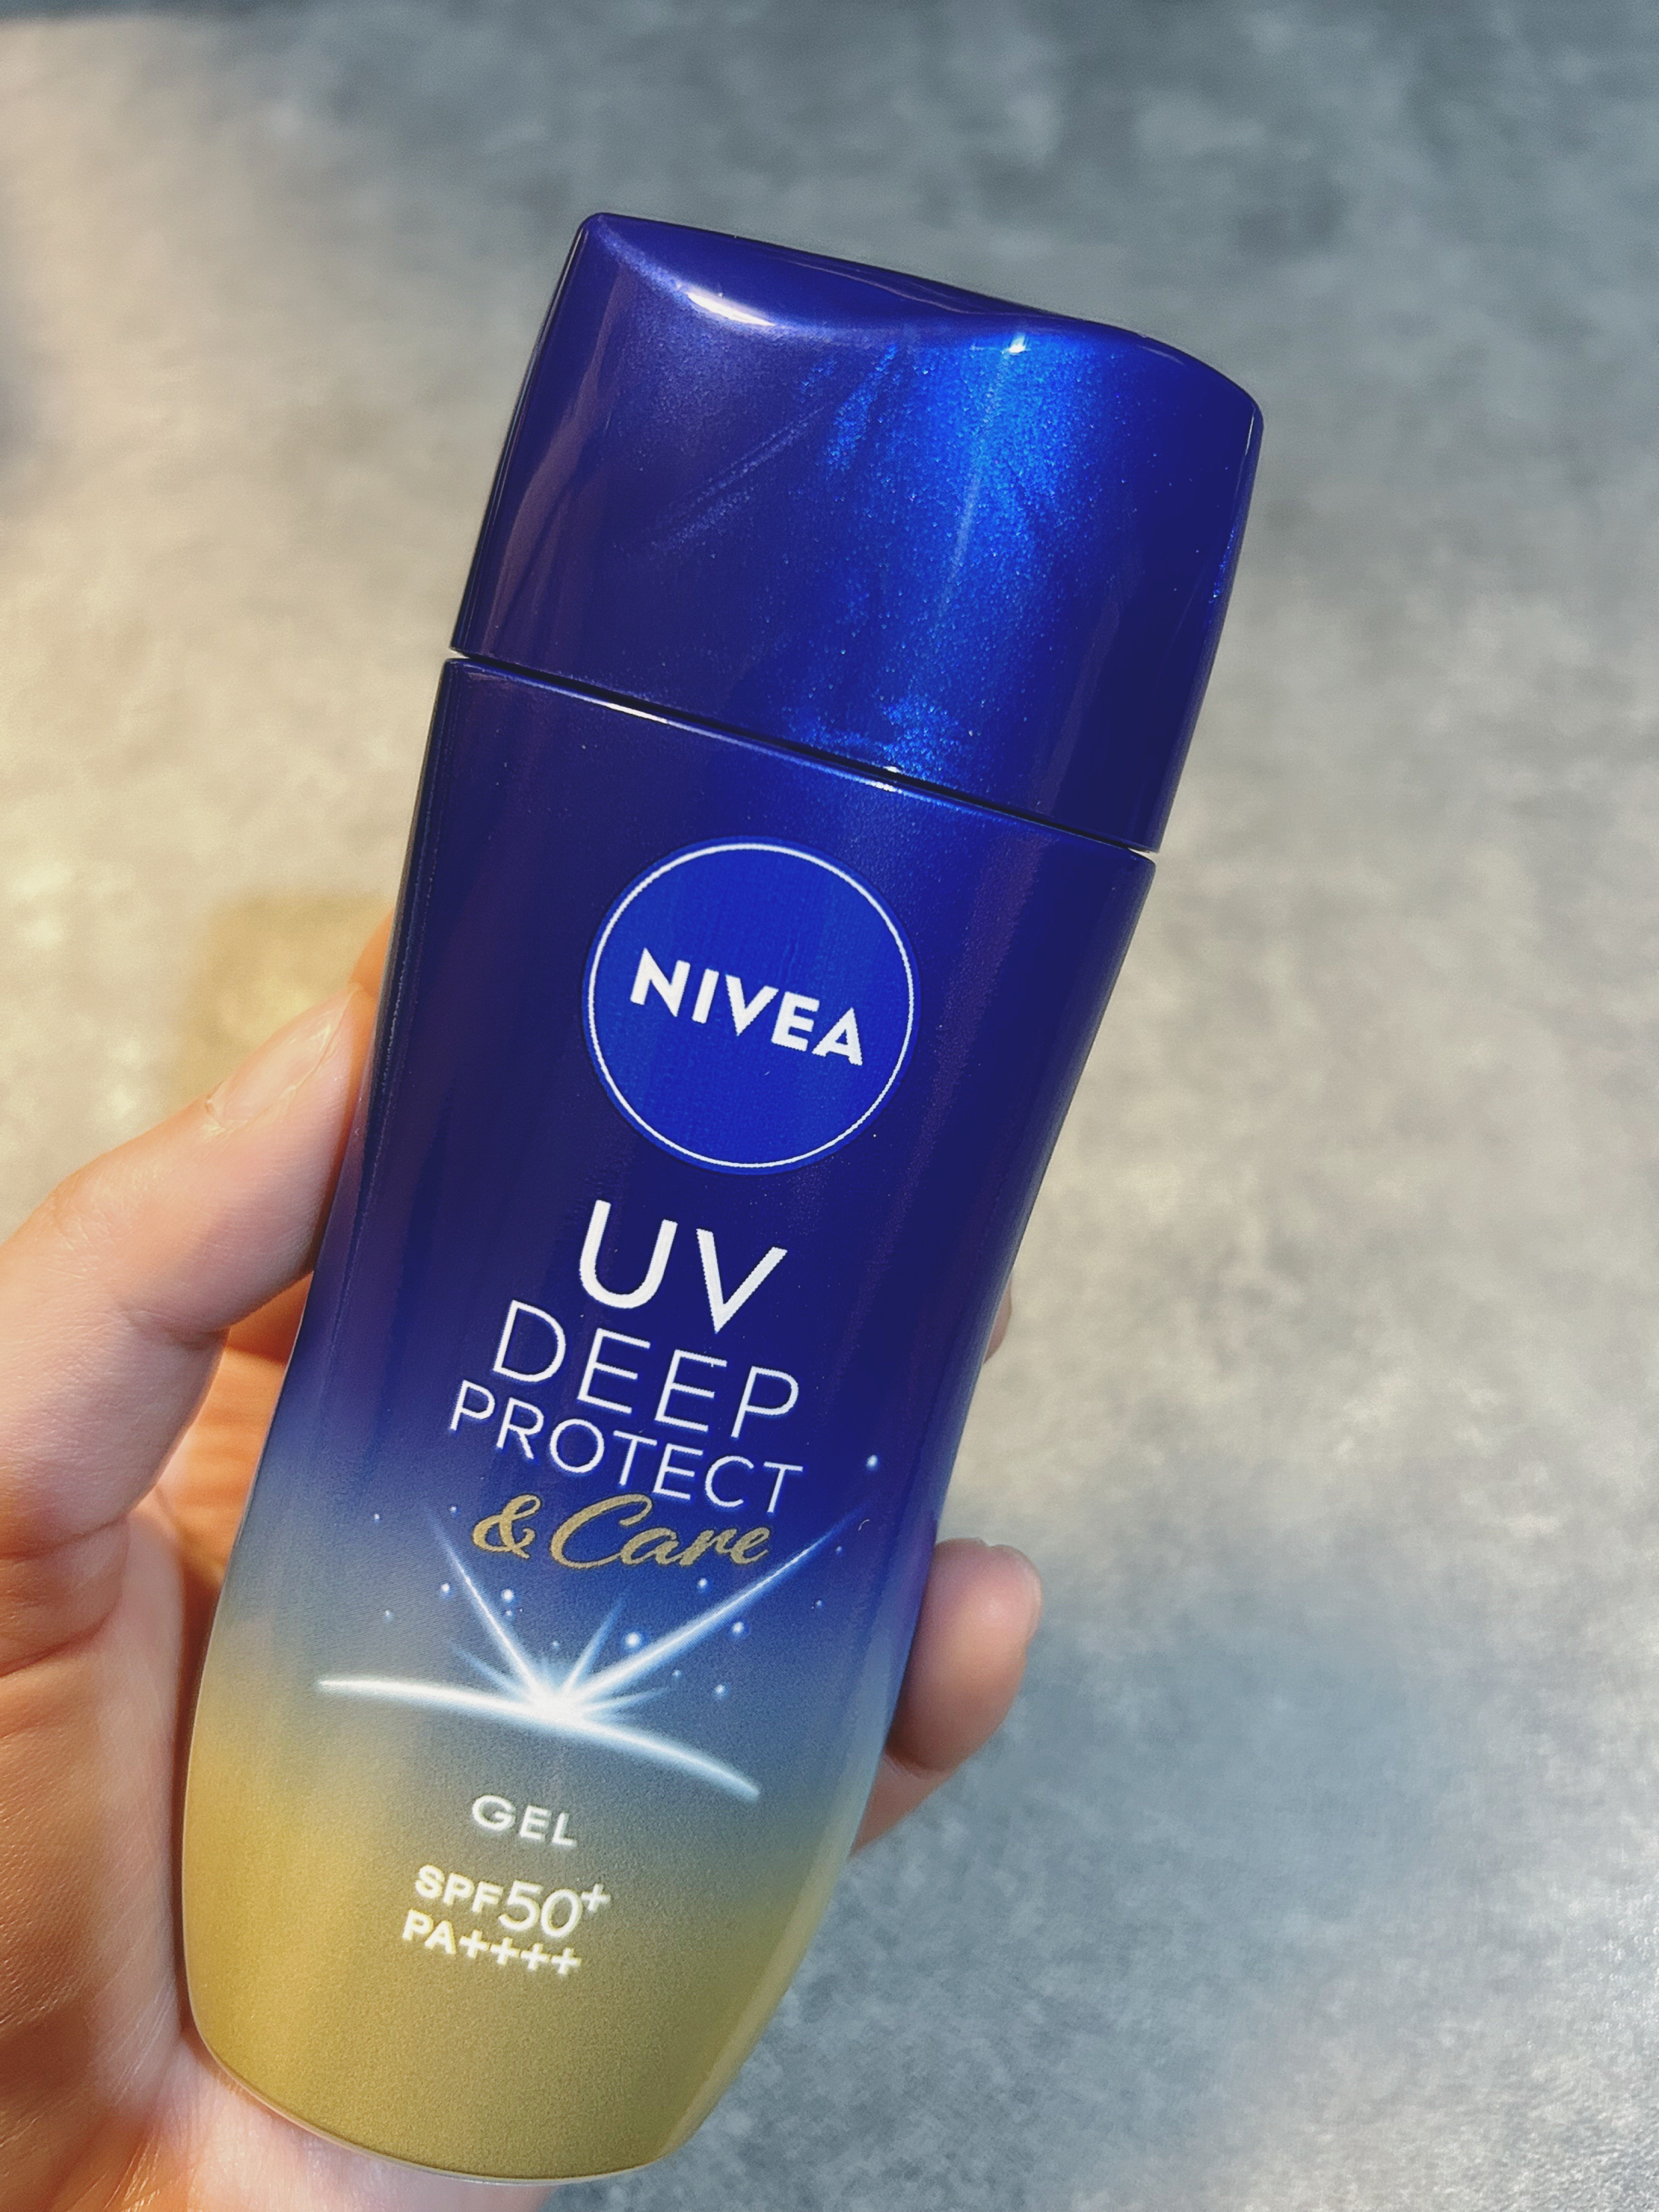 NIVEA
UV
DEEP
PROTECT
& Care
GEL
SPF50+
PA++++